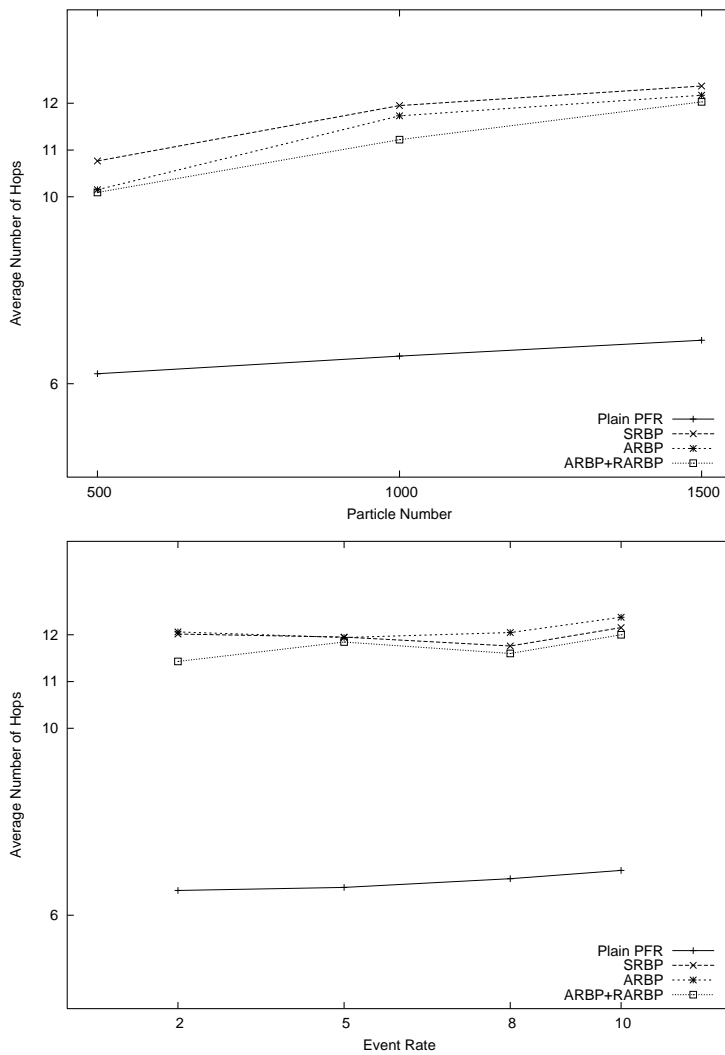 12
11
10
6
Average Number of Hops
Plain PFR
SRBP
ARBP
ARBP+RARBP
500
1000
1500
Particle Number
12
11
10
6
Average Number of Hops
Plain PFR
SRBP
ARBP
ARBP+RARBP
2
5
8
10
Event Rate